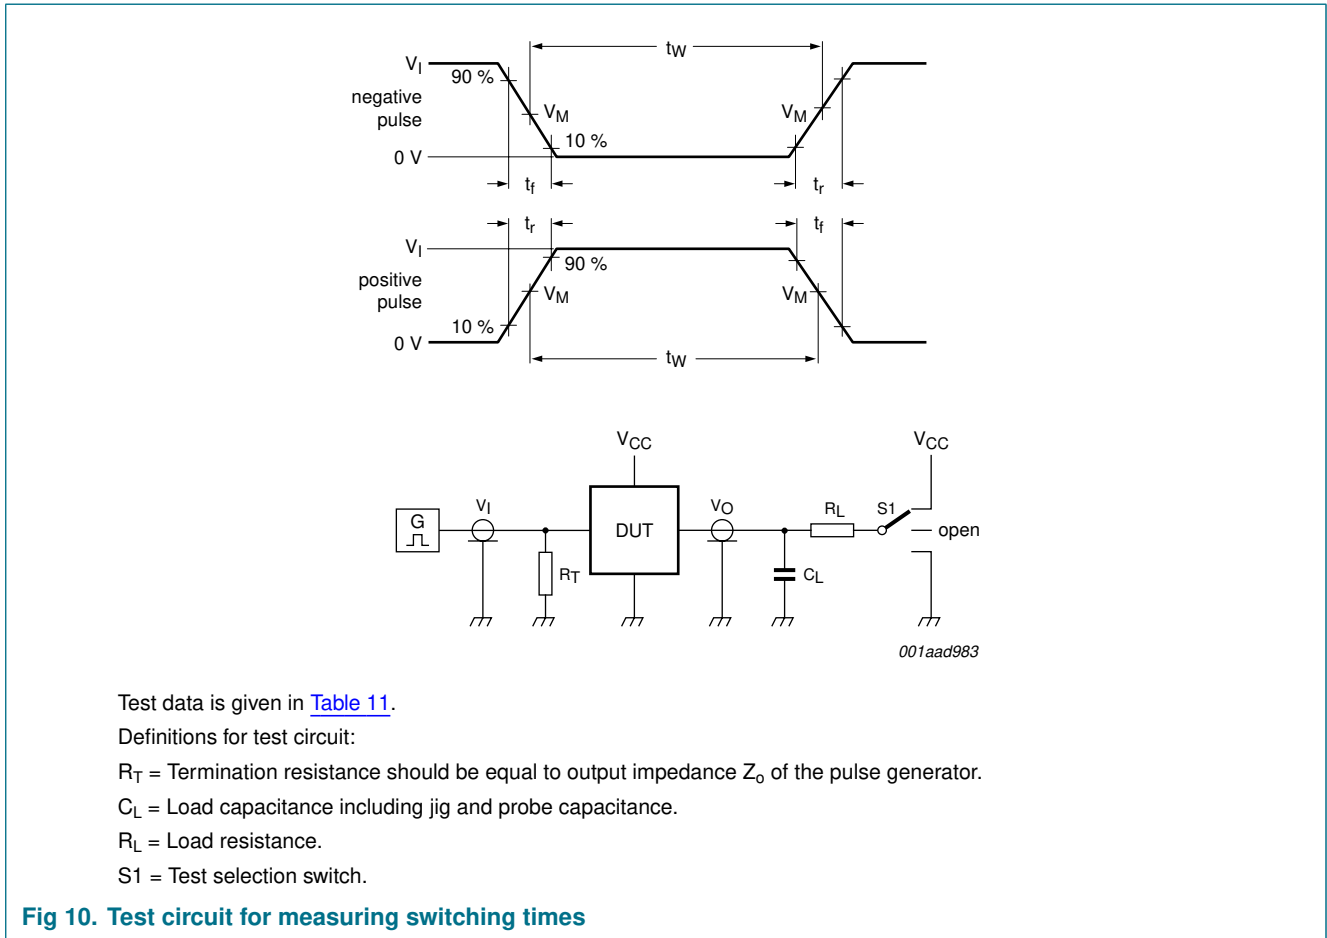 tW
VI
90 %
negative
pulse
VM
VM
10 %
0 V
tf
tr
tr
tf
VI
90 %
positive
pulse
VM
VM
10 %
0 V
tW
VCC
VCC
G
VI
DUT
VO
RL
S1
open
RT
CL
001aad983
Test data is given in Table 11.
Definitions for test circuit:
RT = Termination resistance should be equal to output impedance Zo of the pulse generator.
CL = Load capacitance including jig and probe capacitance.
RL = Load resistance.
S1 = Test selection switch.
Fig 10. Test circuit for measuring switching times